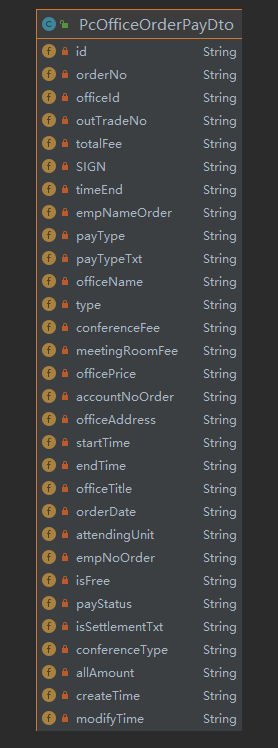 PcOfficeOrderPayDto
id String
orderNo String
officeId String
outTradeNo String
totalFee String
SIGN String
timeEnd String
empNameOrder String
payType String
payTypeTxt String
officeName String
type String
conferenceFee String
meetingRoomFee String
officePrice String
accountNoOrder String
officeAddress String
startTime String
endTime String
officeTitle String
orderDate String
attendingUnit String
empNoOrder String
isFree String
payStatus String
isSettlementTxt String
conferenceType String
allAmount String
createTime String
modifyTime String